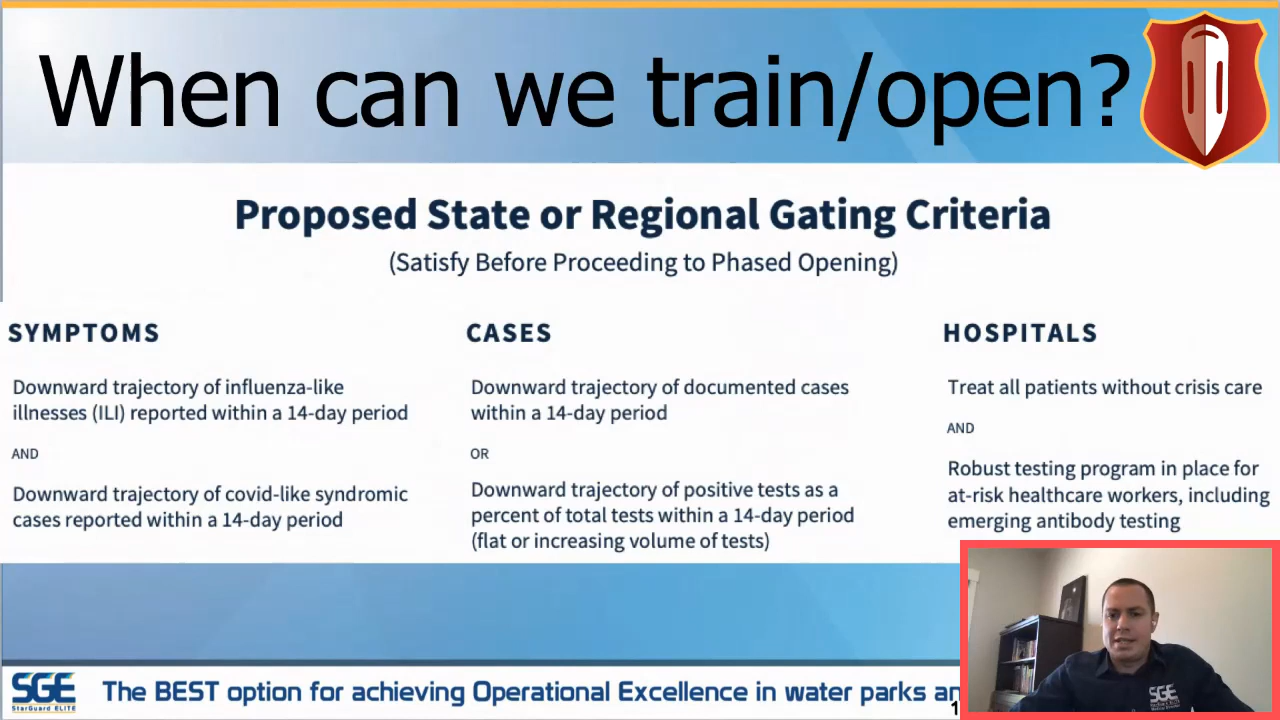 When can we train/open?
Proposed State or Regional Gating Criteria
(Satisfy Before Proceeding to Phased Opening)
SYMPTOMS
Downward trajectory of influenza-like
illnesses (ILI) reported within a 14-day period
AND
Downward trajectory of covid-like syndromic
cases reported within a 14-day period
CASES
Downward trajectory of documented cases
within a 14-day period
OR
Downward trajectory of positive tests as a
percent of total tests within a 14-day period
(flat or increasing volume of tests)
HOSPITALS
Treat all patients without crisis care
AND
Robust testing program in place for
at-risk healthcare workers, including
emerging antibody testing
SGE
StarGuard ELITE
The BEST option for achieving Operational Excellence in water parks an
1
SGE